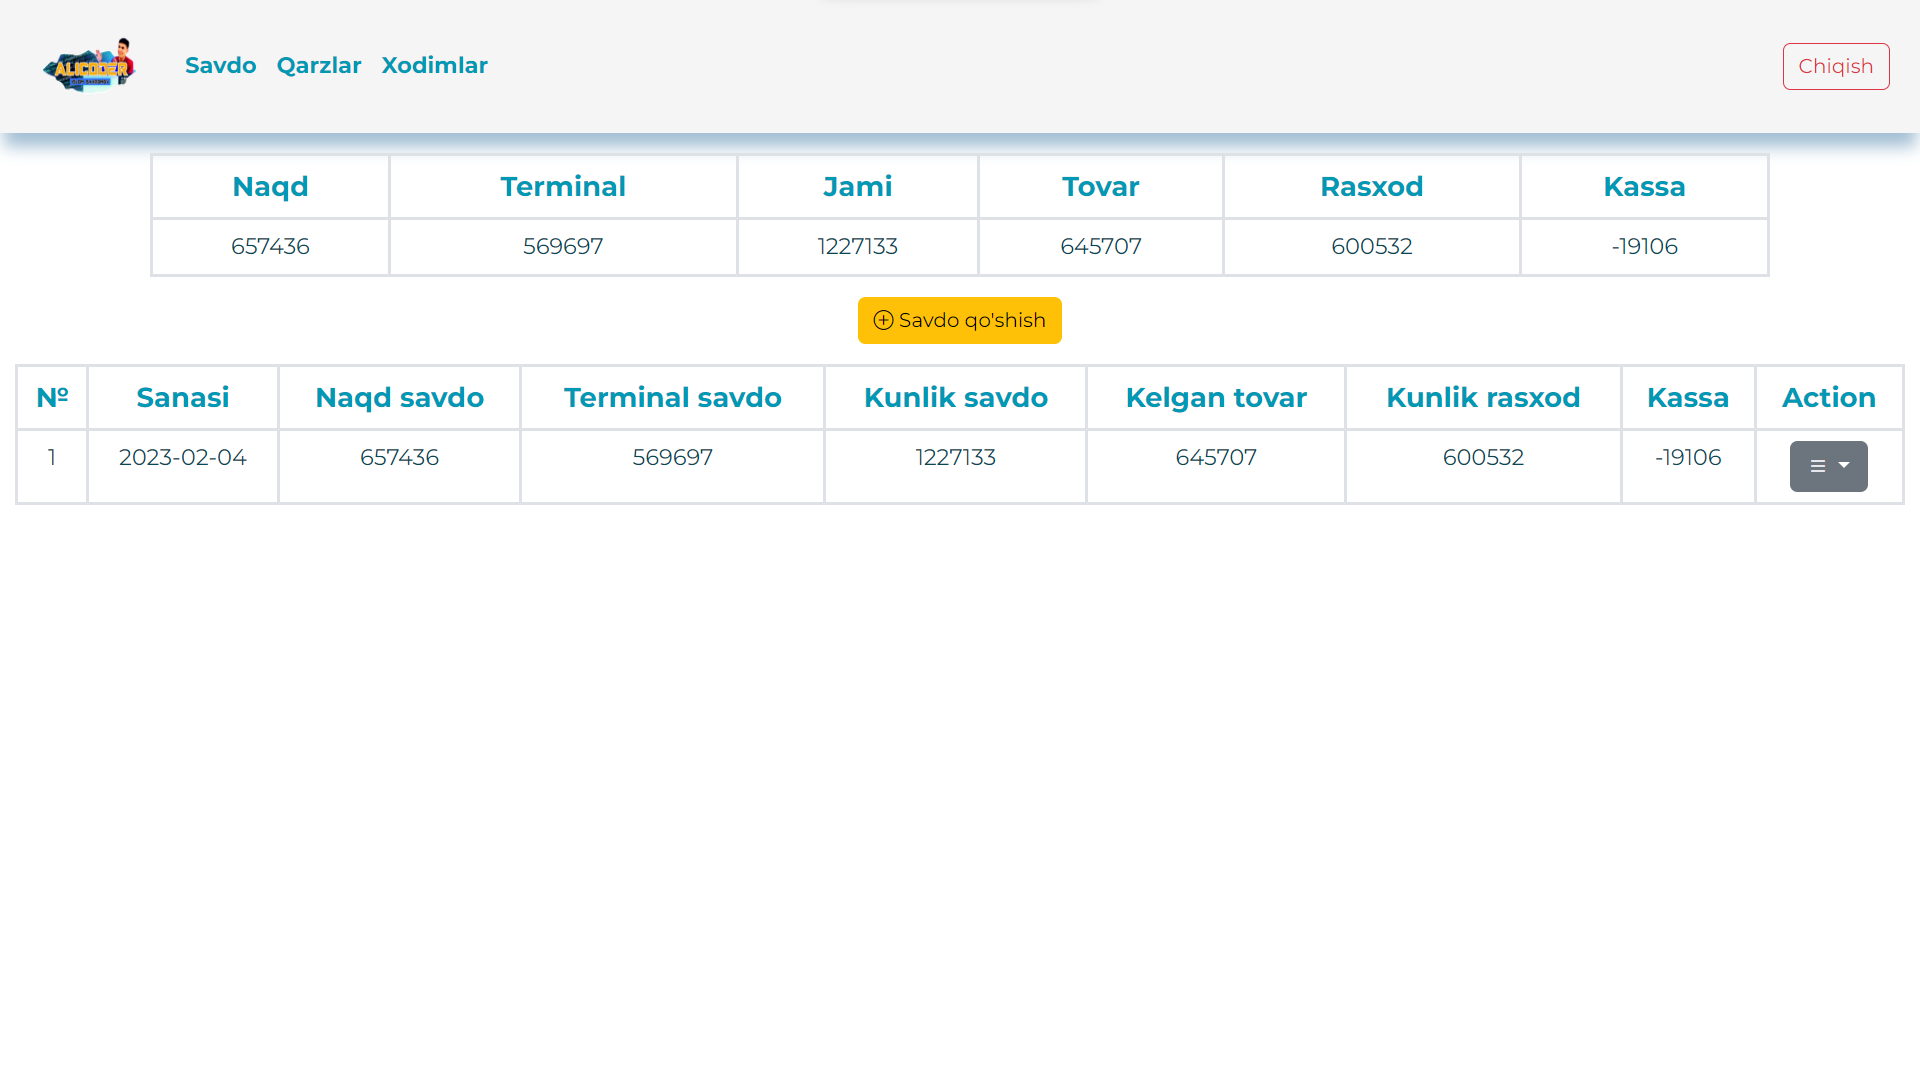 ALICODER
Savdo Qarzlar Xodimlar
Chiqish
Naqd Terminal Jami Tovar Rasxod Kassa
657436 569697 1227133 645707 600532 -19106
Savdo qo'shish
№ Sanasi Naqd savdo Terminal savdo Kunlik savdo Kelgan tovar Kunlik rasxod Kassa Action
1 2023-02-04 657436 569697 1227133 645707 600532 -19106